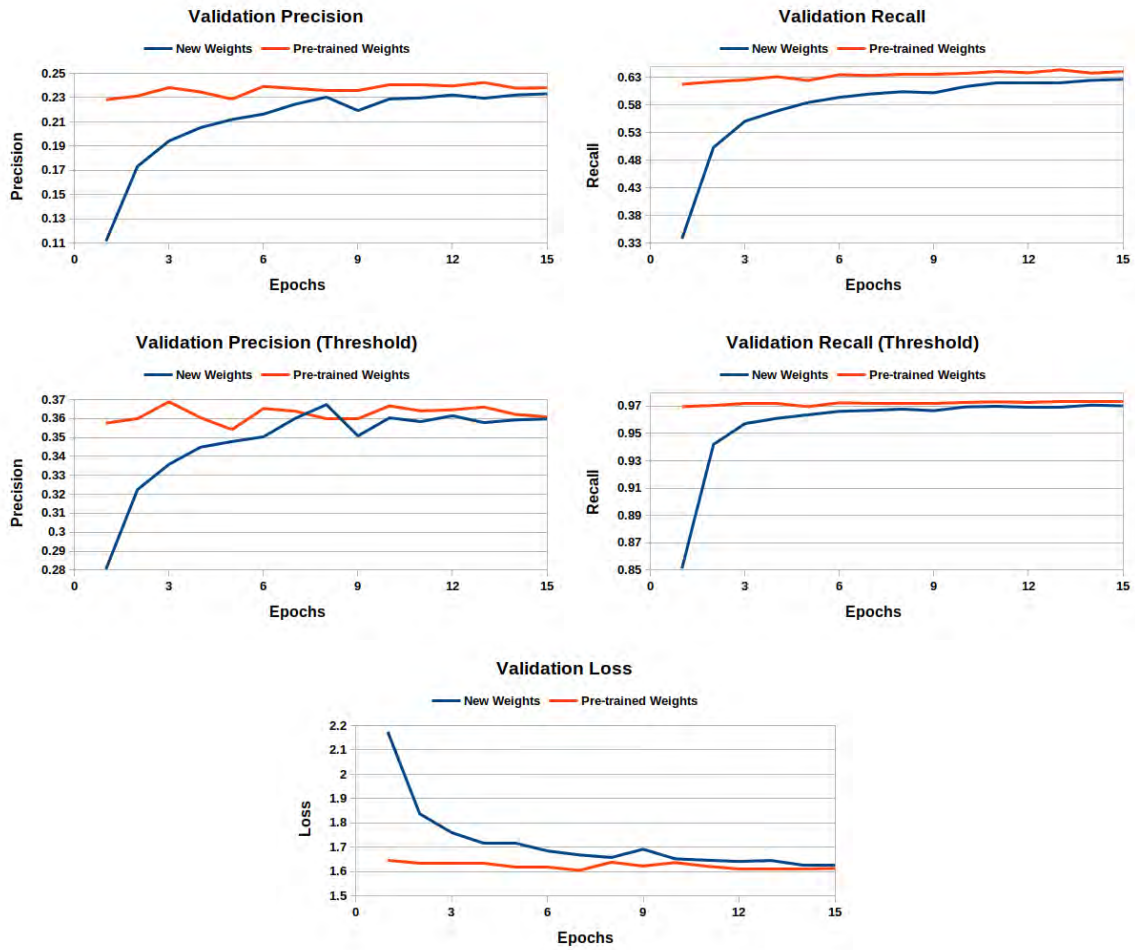 Validation Precision
New Weights Pre-trained Weights
0.25
0.23
0.21
0.19
0.17
0.15
0.13
0.11
Precision
0 3 6 9 12 15
Epochs
Validation Recall
New Weights Pre-trained Weights
0.63
0.58
0.53
0.48
0.43
0.38
0.33
Recall
0 3 6 9 12 15
Epochs
Validation Precision (Threshold)
New Weights Pre-trained Weights
0.37
0.36
0.35
0.34
0.33
0.32
0.31
0.3
0.29
0.28
Precision
0 3 6 9 12 15
Epochs
Validation Recall (Threshold)
New Weights Pre-trained Weights
0.97
0.95
0.93
0.91
0.89
0.87
0.85
Recall
0 3 6 9 12 15
Epochs
Validation Loss
New Weights Pre-trained Weights
2.2
2.1
2
1.9
1.8
1.7
1.6
1.5
Loss
0 3 6 9 12 15
Epochs